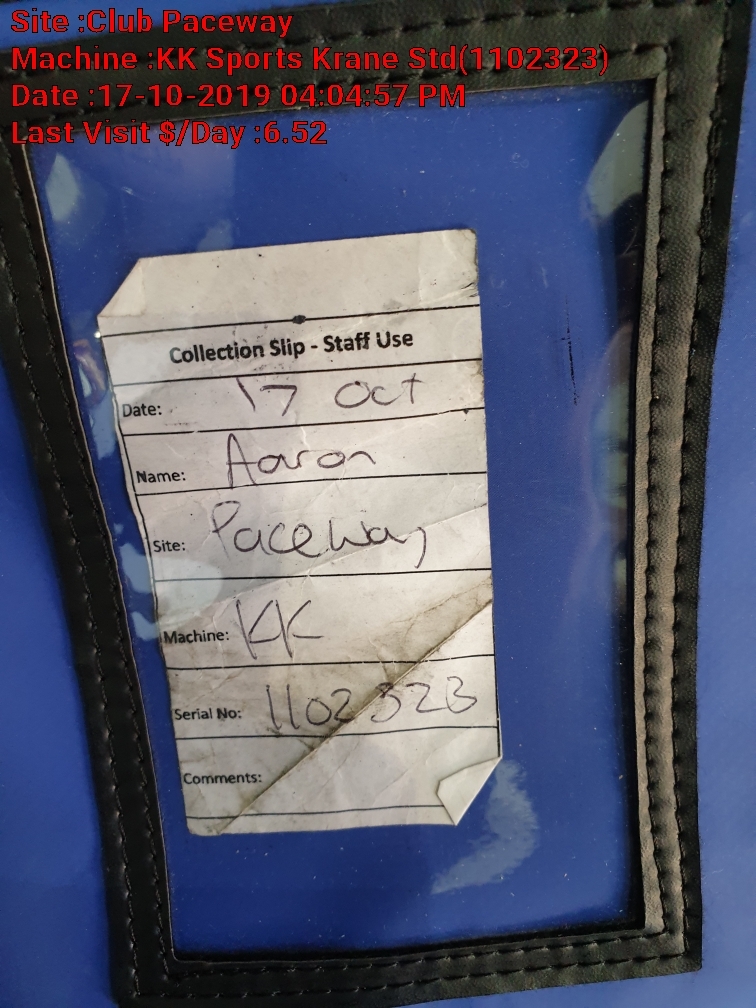 Site :Club Paceway
Machine :KK Sports Krane Std(1102323)
Date :17-10-2019 04:04:57 PM
Last Visit $/Day :6.52
Collection Slip - Staff Use
Date: 17 Oct
Name: Aaron
Site: Paceway
Machine: KK
Serial No: 1102323
Comments: